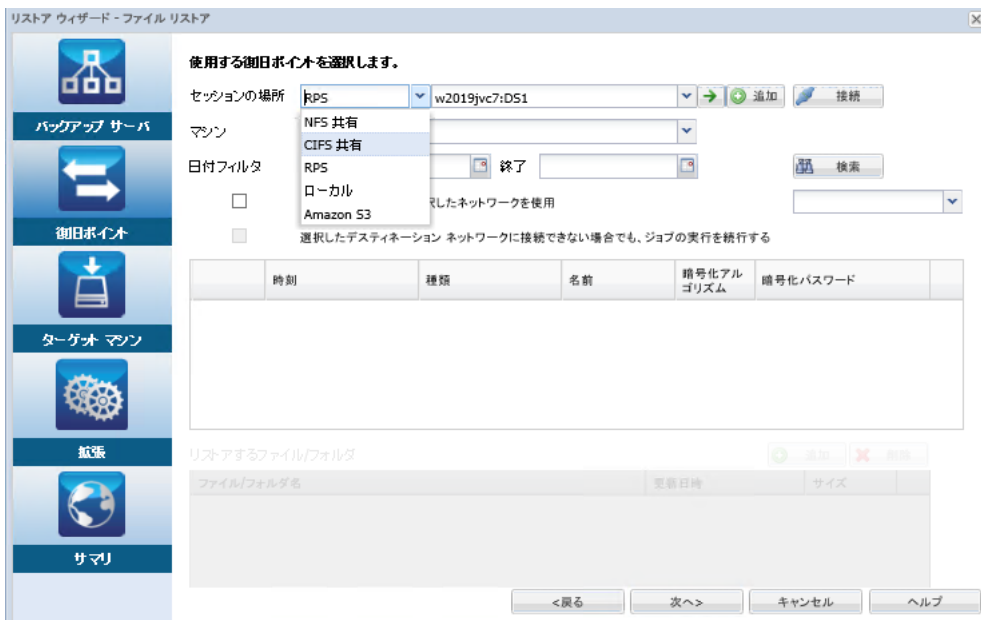 リストア ウィザード - ファイル リストア
バックアップ サーバ
復旧ポイント
ターゲット マシン
拡張
サマリ
使用する復旧ポイントを選択します。
セッションの場所 RPS w2019jvc7:DS1 追加 接続
NFS 共有
CIFS 共有
RPS
ローカル
Amazon S3
マシン
日付フィルタ 終了 検索
択したネットワークを使用
選択したデスティネーション ネットワークに接続できない場合でも、ジョブの実行を続行する
時刻 種類 名前 暗号化アルゴリズム 暗号化パスワード
リストアするファイル/フォルダ 追加 削除
ファイル/フォルダ名 更新日時 サイズ
<戻る 次へ> キャンセル ヘルプ